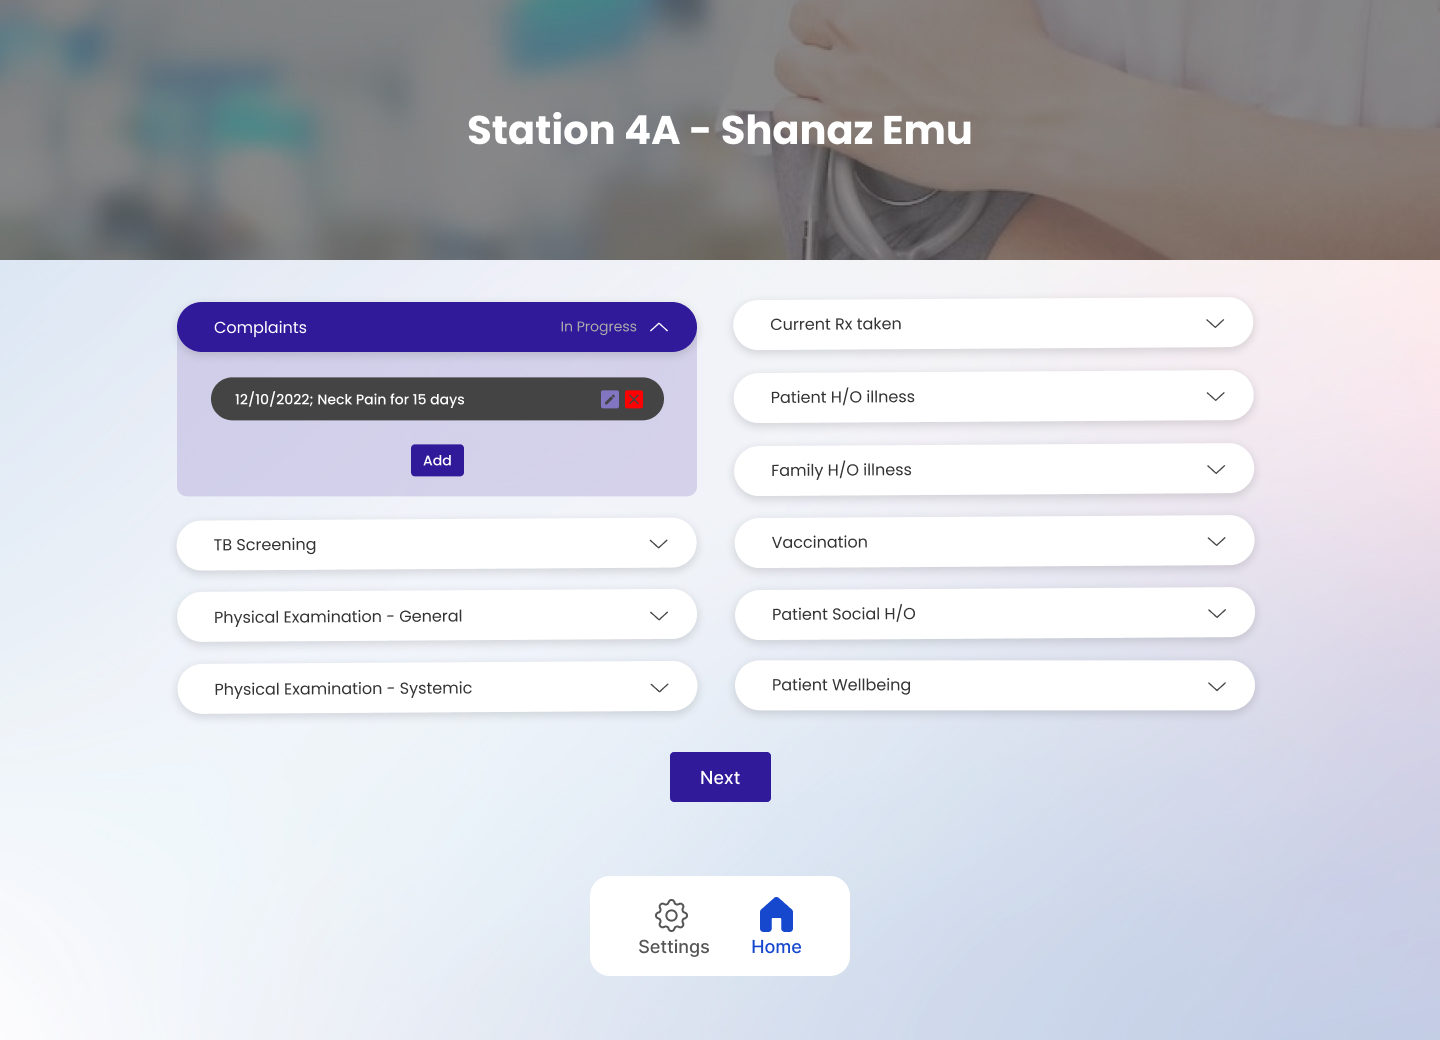 Station 4A - Shanaz Emu
Complaints
In Progress
12/10/2022; Neck Pain for 15 days
Add
TB Screening
Physical Examination - General
Physical Examination - Systemic
Current Rx taken
Patient H/O illness
Family H/O illness
Vaccination
Patient Social H/O
Patient Wellbeing
Next
Settings
Home